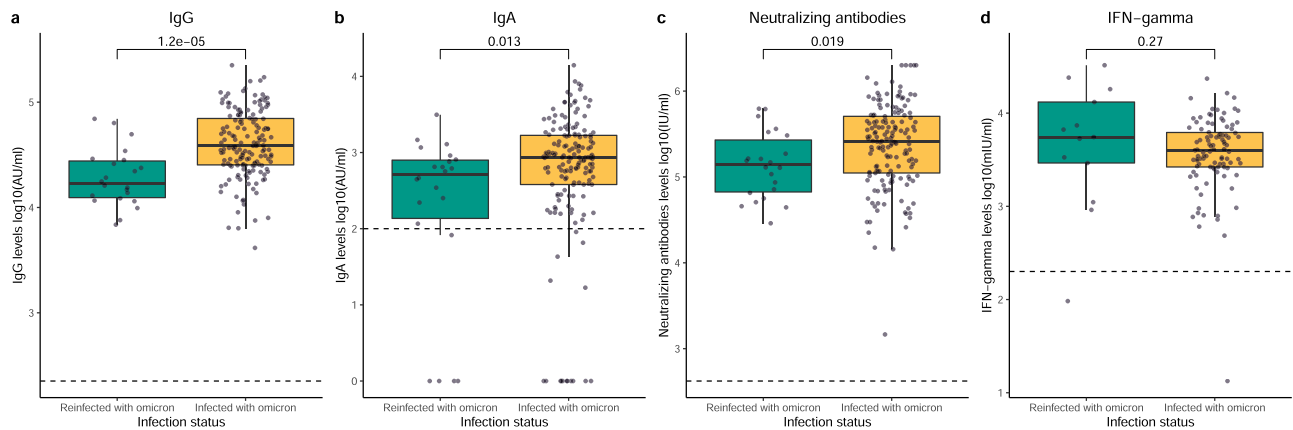 a
IgG
1.2e−05
IgG levels log10(AU/ml)
5
4
3
Reinfected with omicron
Infected with omicron
Infection status
b
IgA
0.013
IgA levels log10(AU/ml)
4
3
2
1
0
Reinfected with omicron
Infected with omicron
Infection status
c
Neutralizing antibodies
0.019
Neutralizing antibodies levels log10(IU/ml)
6
5
4
3
Reinfected with omicron
Infected with omicron
Infection status
d
IFN−gamma
0.27
IFN−gamma levels log10(mIU/ml)
4
3
2
1
Reinfected with omicron
Infected with omicron
Infection status